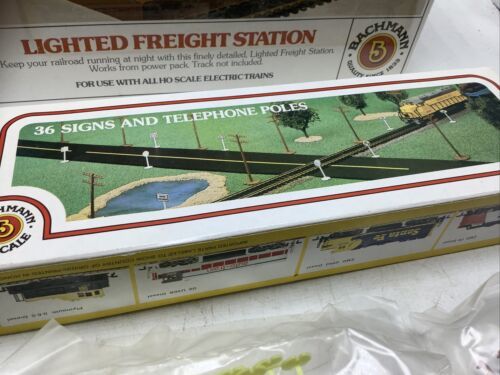 LIGHTED FREIGHT STATION
Keep your railroad running at night with this finely detailed, Lighted Freight Station.
Works from power pack. Track not included.
FOR USE WITH ALL HO SCALE ELECTRIC TRAINS
BACHMANN
B
QUALITY SINCE 1833
36 SIGNS AND TELEPHONE POLES
BACHMANN
B
SCALE
Santa Fe